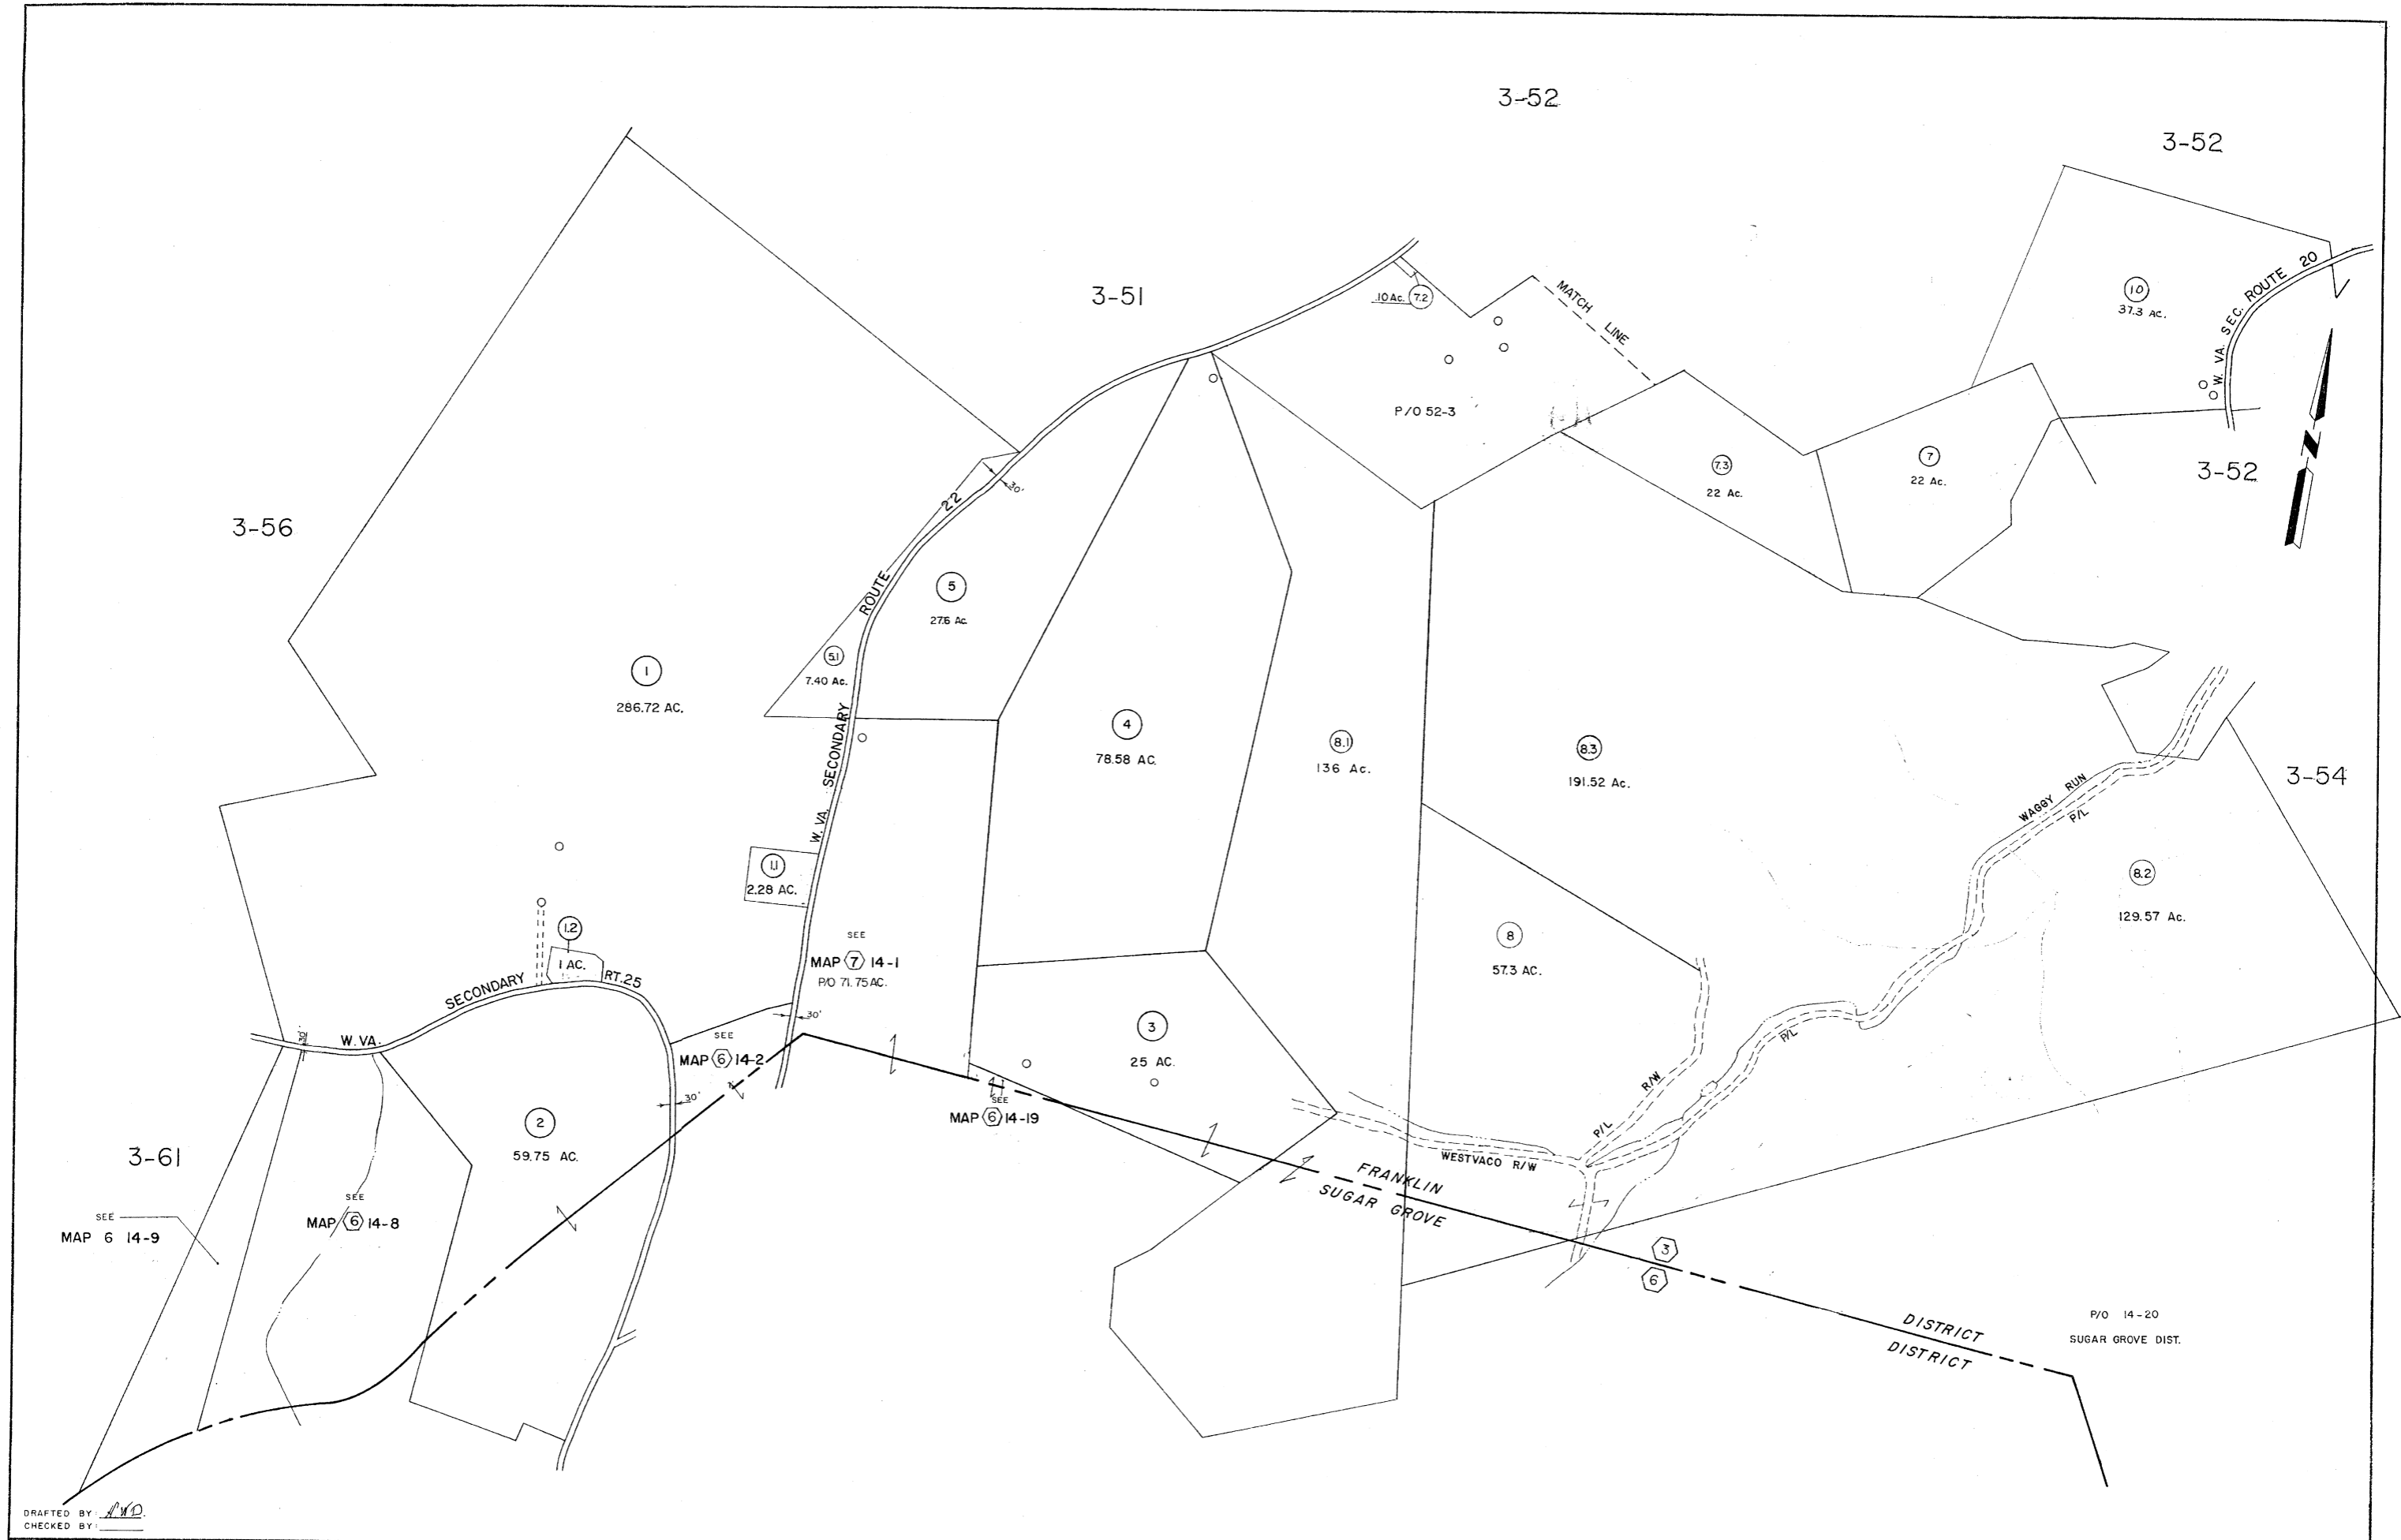 3-52
3-52
3-51
MATCH LINE
.10 Ac. 7.2
10
37.3 AC.
W. VA. SEC. ROUTE 20
P/O 52-3
7.3
22 Ac.
7
22 Ac.
3-52
N
3-56
W. VA. SECONDARY ROUTE 22
30'
5
27.6 Ac.
5.1
7.40 Ac.
1
286.72 AC.
4
78.58 AC.
8.1
136 Ac.
8.3
191.52 Ac.
3-54
WAGGY RUN
P/L
1.1
2.28 AC.
8.2
129.57 Ac.
1.2
1 AC.
W. VA. SECONDARY RT. 25
SEE
MAP 7 14-1
P/O 71.75 AC.
8
57.3 AC.
30'
30'
SEE
MAP 6 14-2
30'
3
25 AC.
SEE
MAP 6 14-19
P/L
P/L R/W
WESTVACO R/W
2
59.75 AC.
3-61
SEE
MAP 6 14-8
SEE
MAP 6 14-9
FRANKLIN
SUGAR GROVE
3
6
DISTRICT
DISTRICT
P/O 14-20
SUGAR GROVE DIST.
DRAFTED BY:
CHECKED BY: